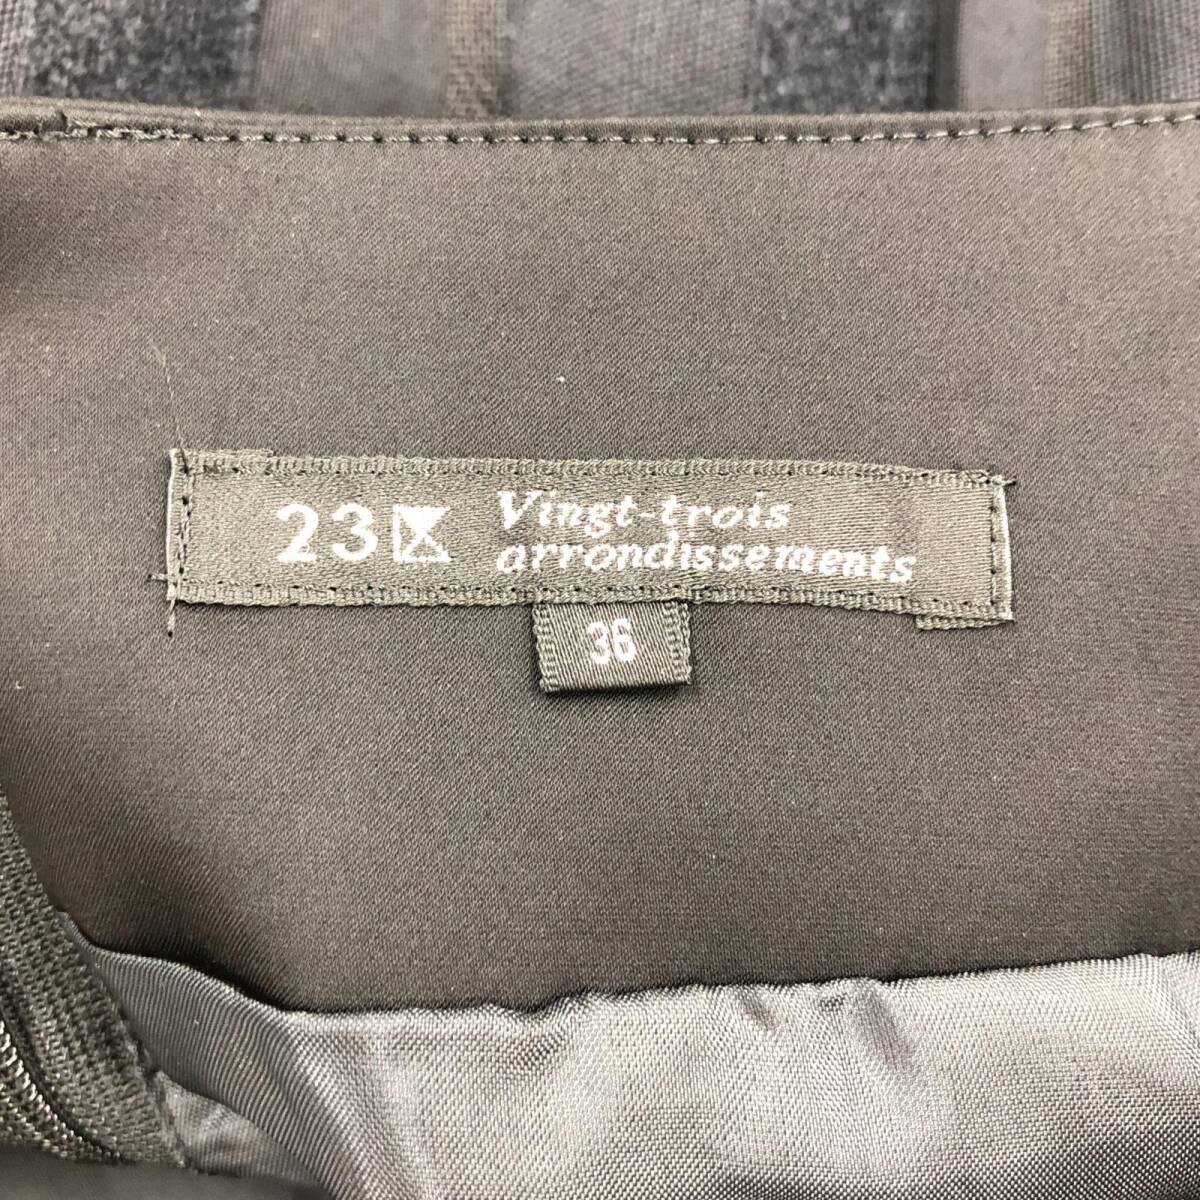 23区 Vingt-trois
arrondissements
36